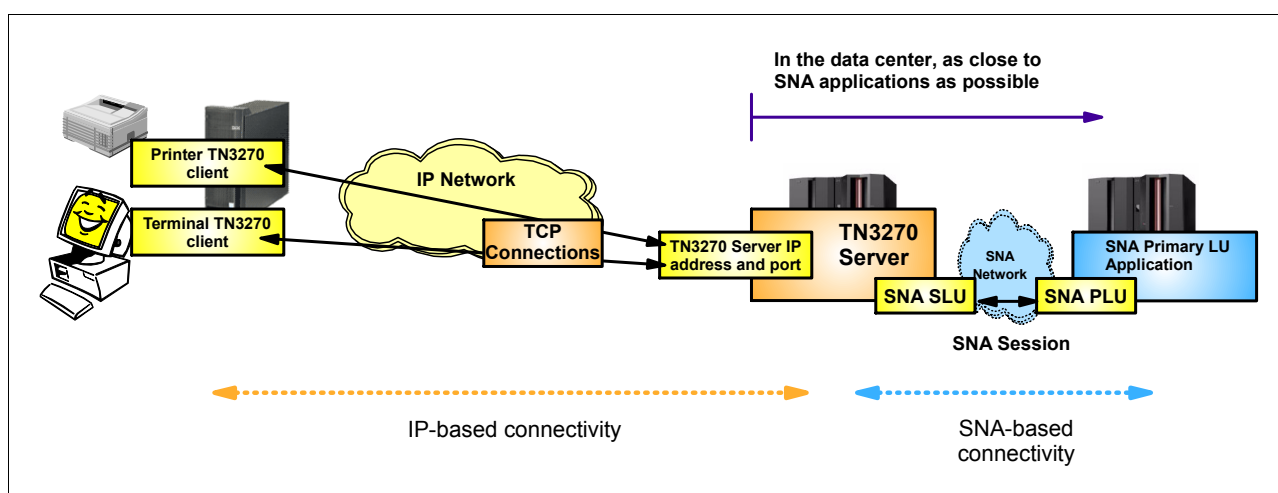 In the data center, as close to
SNA applications as possible
Printer TN3270
client
IP Network
Terminal TN3270
client
TCP
Connections
TN3270 Server IP
address and port
TN3270
Server
SNA
Network
SNA Primary LU
Application
SNA SLU
SNA PLU
SNA Session
IP-based connectivity
SNA-based
connectivity